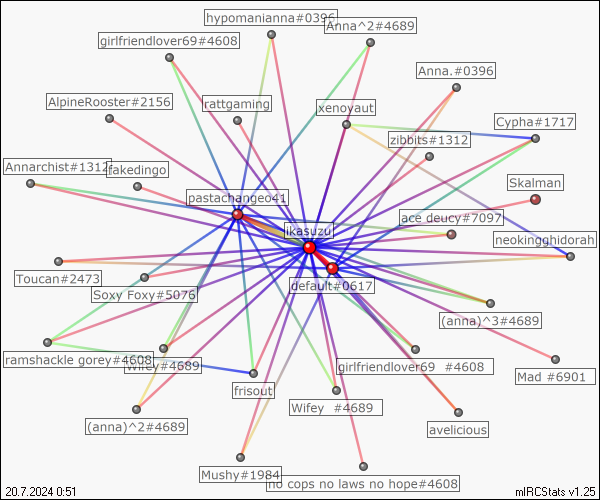 hypomanianna#0396
Anna^2#4689
girlfriendlover69#4608
Anna.#0396
AlpineRooster#2156
rattgaming
xenoyaut
Cypha#1717
zibbits#1312
Annarchist#1312
fakedingo
Skalman
pastachangeo41
ace deucy#7097
ikasuzu
neokingghidorah
Toucan#2473
default#0617
Soxy Foxy#5076
(anna)^3#4689
ramshackle gorey#4608
Wifey#4689
girlfriendlover69  #4608
Mad #6901
frisout
Wifey  #4689
(anna)^2#4689
avelicious
Mushy#1984
no cops no laws no hope#4608
20.7.2024 0:51
mIRCStats v1.25